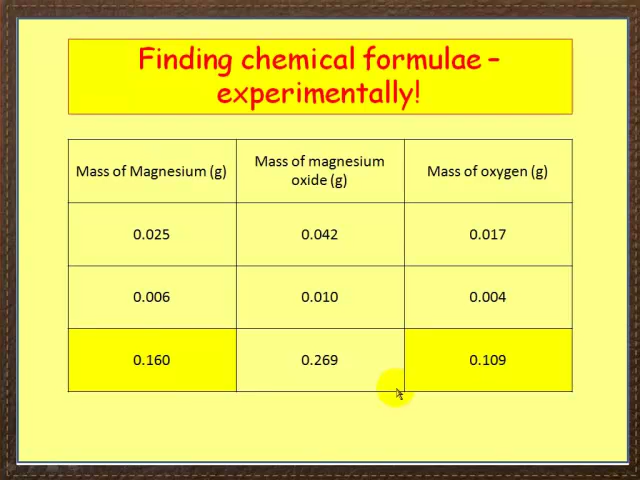 Finding chemical formulae –
experimentally!
Mass of Magnesium (g)
Mass of magnesium
oxide (g)
Mass of oxygen (g)
0.025
0.042
0.017
0.006
0.010
0.004
0.160
0.269
0.109